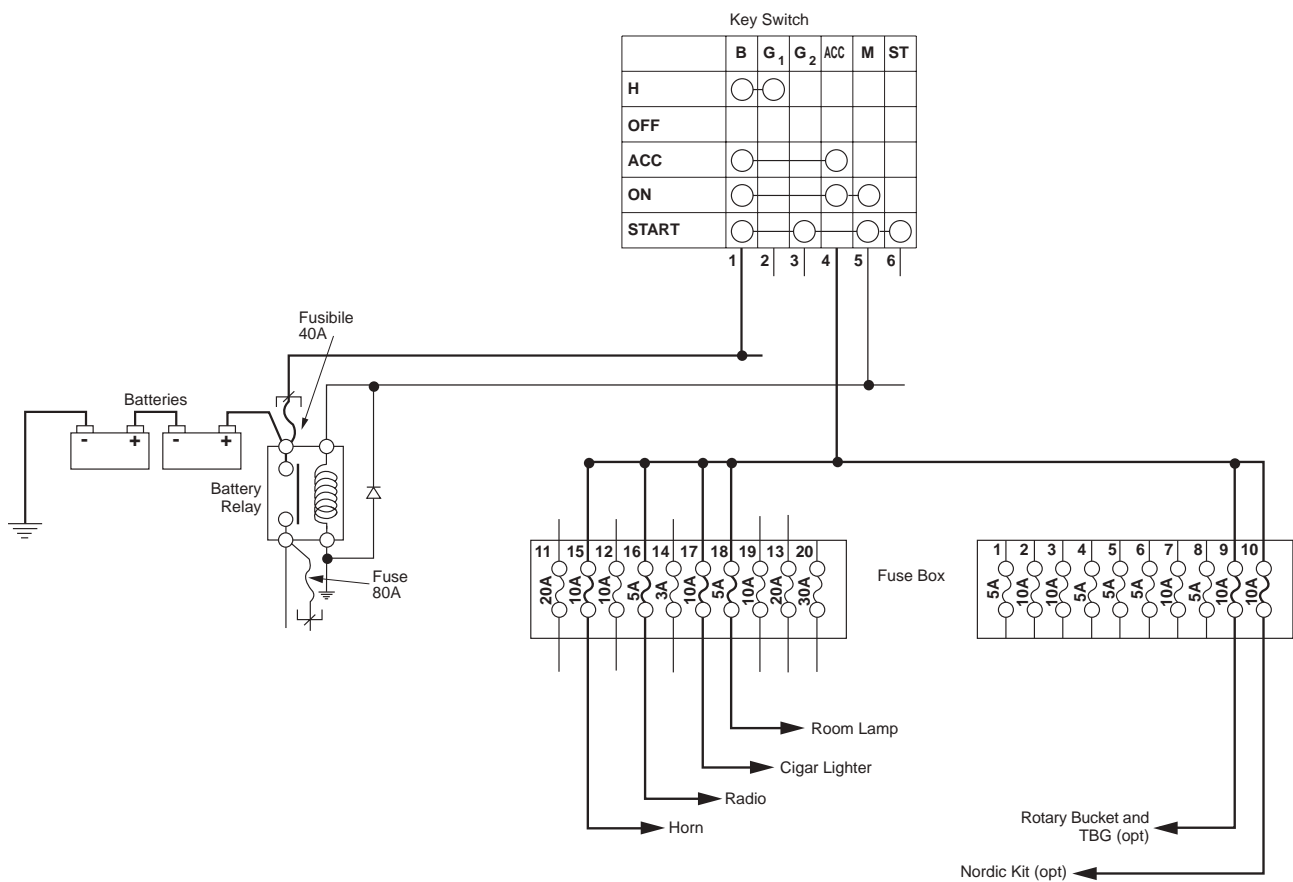 Key Switch
B G1 G2 ACC M ST
H
OFF
ACC
ON
START
1 2 3 4 5 6
Fusibile
40A
Batteries
- + - +
Battery
Relay
Fuse
80A
11 15 12 16 14 17 18 19 13 20
20A 10A 10A 5A 3A 10A 5A 10A 20A 30A
Fuse Box
1 2 3 4 5 6 7 8 9 10
5A 10A 10A 5A 5A 5A 10A 5A 10A 10A
Room Lamp
Cigar Lighter
Radio
Horn
Rotary Bucket and
TBG (opt)
Nordic Kit (opt)